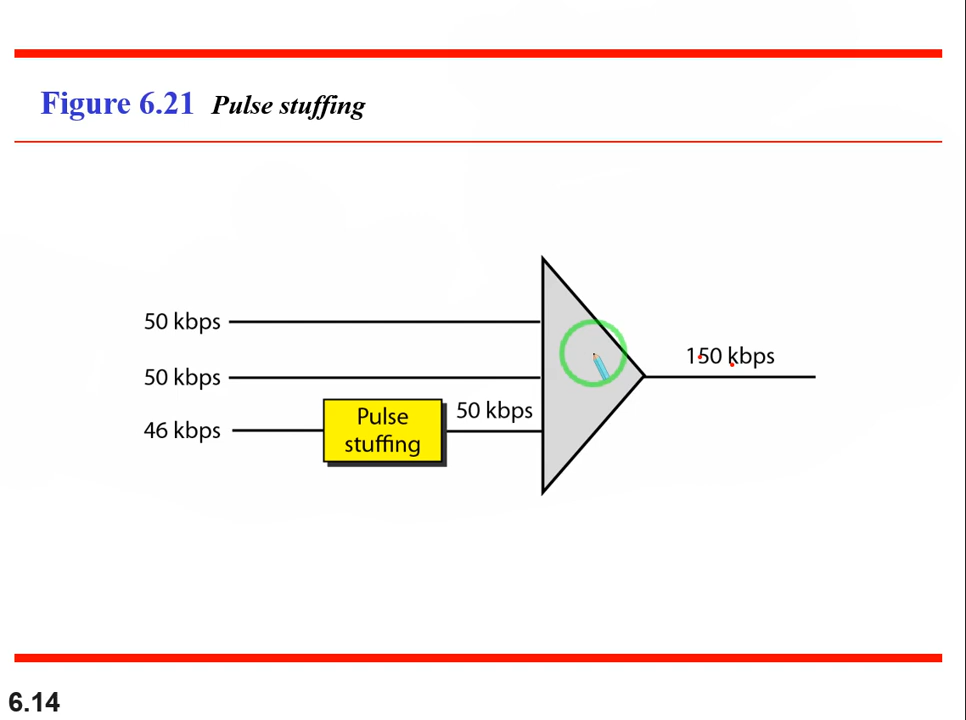 Figure 6.21 Pulse stuffing
50 kbps
50 kbps
46 kbps
Pulse
stuffing
50 kbps
150 kbps
6.14